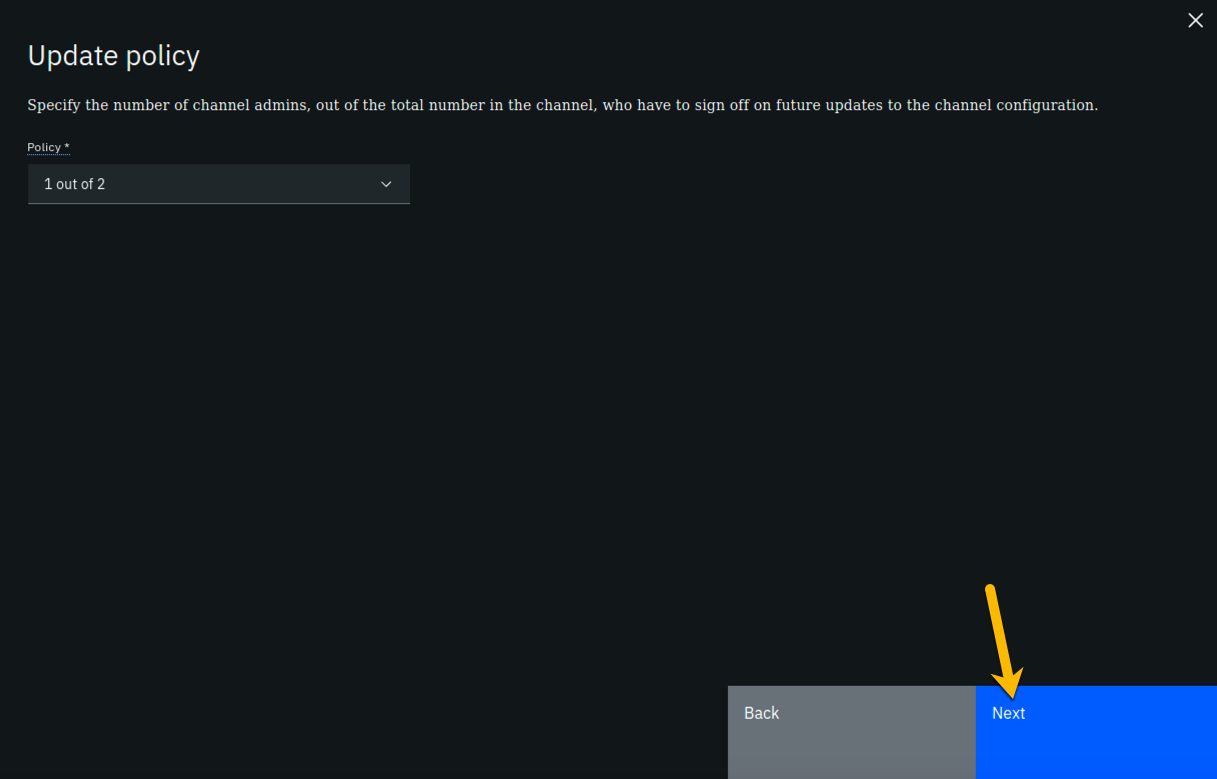 Update policy
Specify the number of channel admins, out of the total number in the channel, who have to sign off on future updates to the channel configuration.
Policy *
1 out of 2
Back
Next